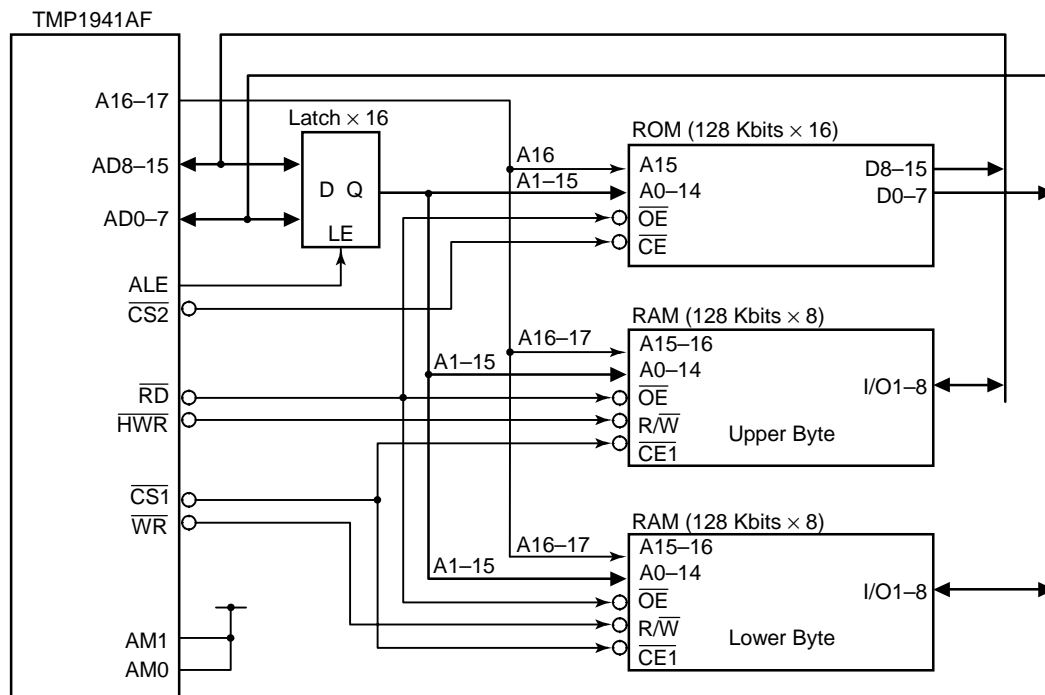 TMP1941AF
A16–17
AD8–15
AD0–7
ALE
CS2
RD
HWR
CS1
WR
AM1
AM0
Latch × 16
D Q
LE
ROM (128 Kbits × 16)
A16
A1–15
A15
A0–14
OE
CE
D8–15
D0–7
RAM (128 Kbits × 8)
A16–17
A1–15
A15–16
A0–14
OE
R/W
CE1
I/O1–8
Upper Byte
RAM (128 Kbits × 8)
A16–17
A1–15
A15–16
A0–14
OE
R/W
CE1
I/O1–8
Lower Byte